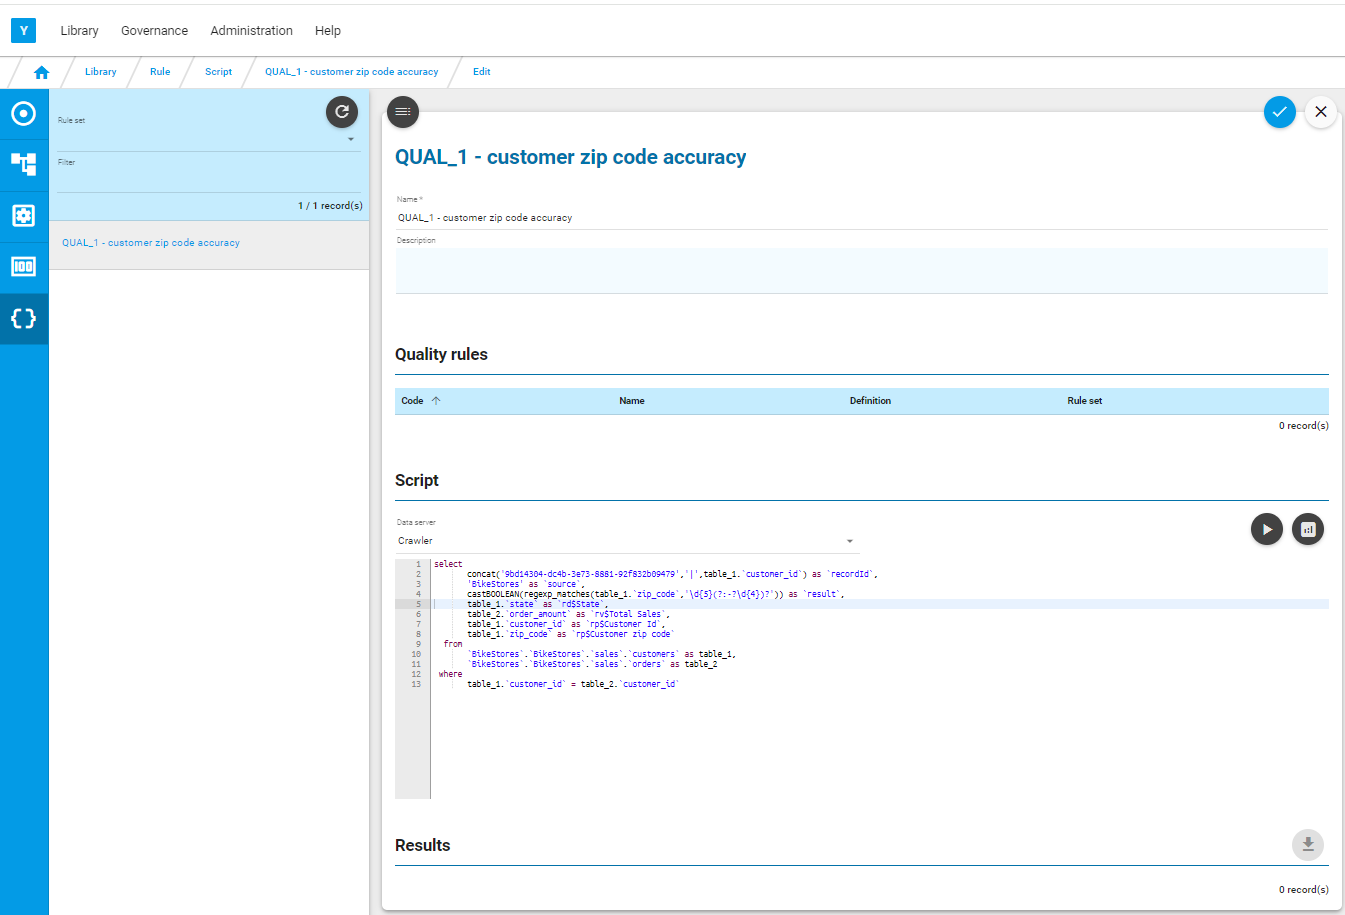 Y Library Governance Administration Help
Library Rule Script QUAL_1 - customer zip code accuracy Edit
Rule set
Filter
1 / 1 record(s)
QUAL_1 - customer zip code accuracy
QUAL_1 - customer zip code accuracy
Name *
QUAL_1 - customer zip code accuracy
Description
Quality rules
Code Name Definition Rule set
0 record(s)
Script
Data server
Crawler
1 select
2 concat('9bd14304-dc4b-3e73-8881-92f832b09479','|',table_1.`customer_id`) as `recordId`,
3 'BikeStores' as `source`,
4 castBOOLEAN(regexp_matches(table_1.`zip_code`,'\d{5}(?:-?\d{4})?')) as `result`,
5 table_1.`state` as `rd$State`,
6 table_2.`order_amount` as `rv$Total Sales`,
7 table_1.`customer_id` as `rp$Customer Id`,
8 table_1.`zip_code` as `rp$Customer zip code`
9 from
10 `BikeStores`.`BikeStores`.`sales`.`customers` as table_1,
11 `BikeStores`.`BikeStores`.`sales`.`orders` as table_2
12 where
13 table_1.`customer_id` = table_2.`customer_id`
Results
0 record(s)